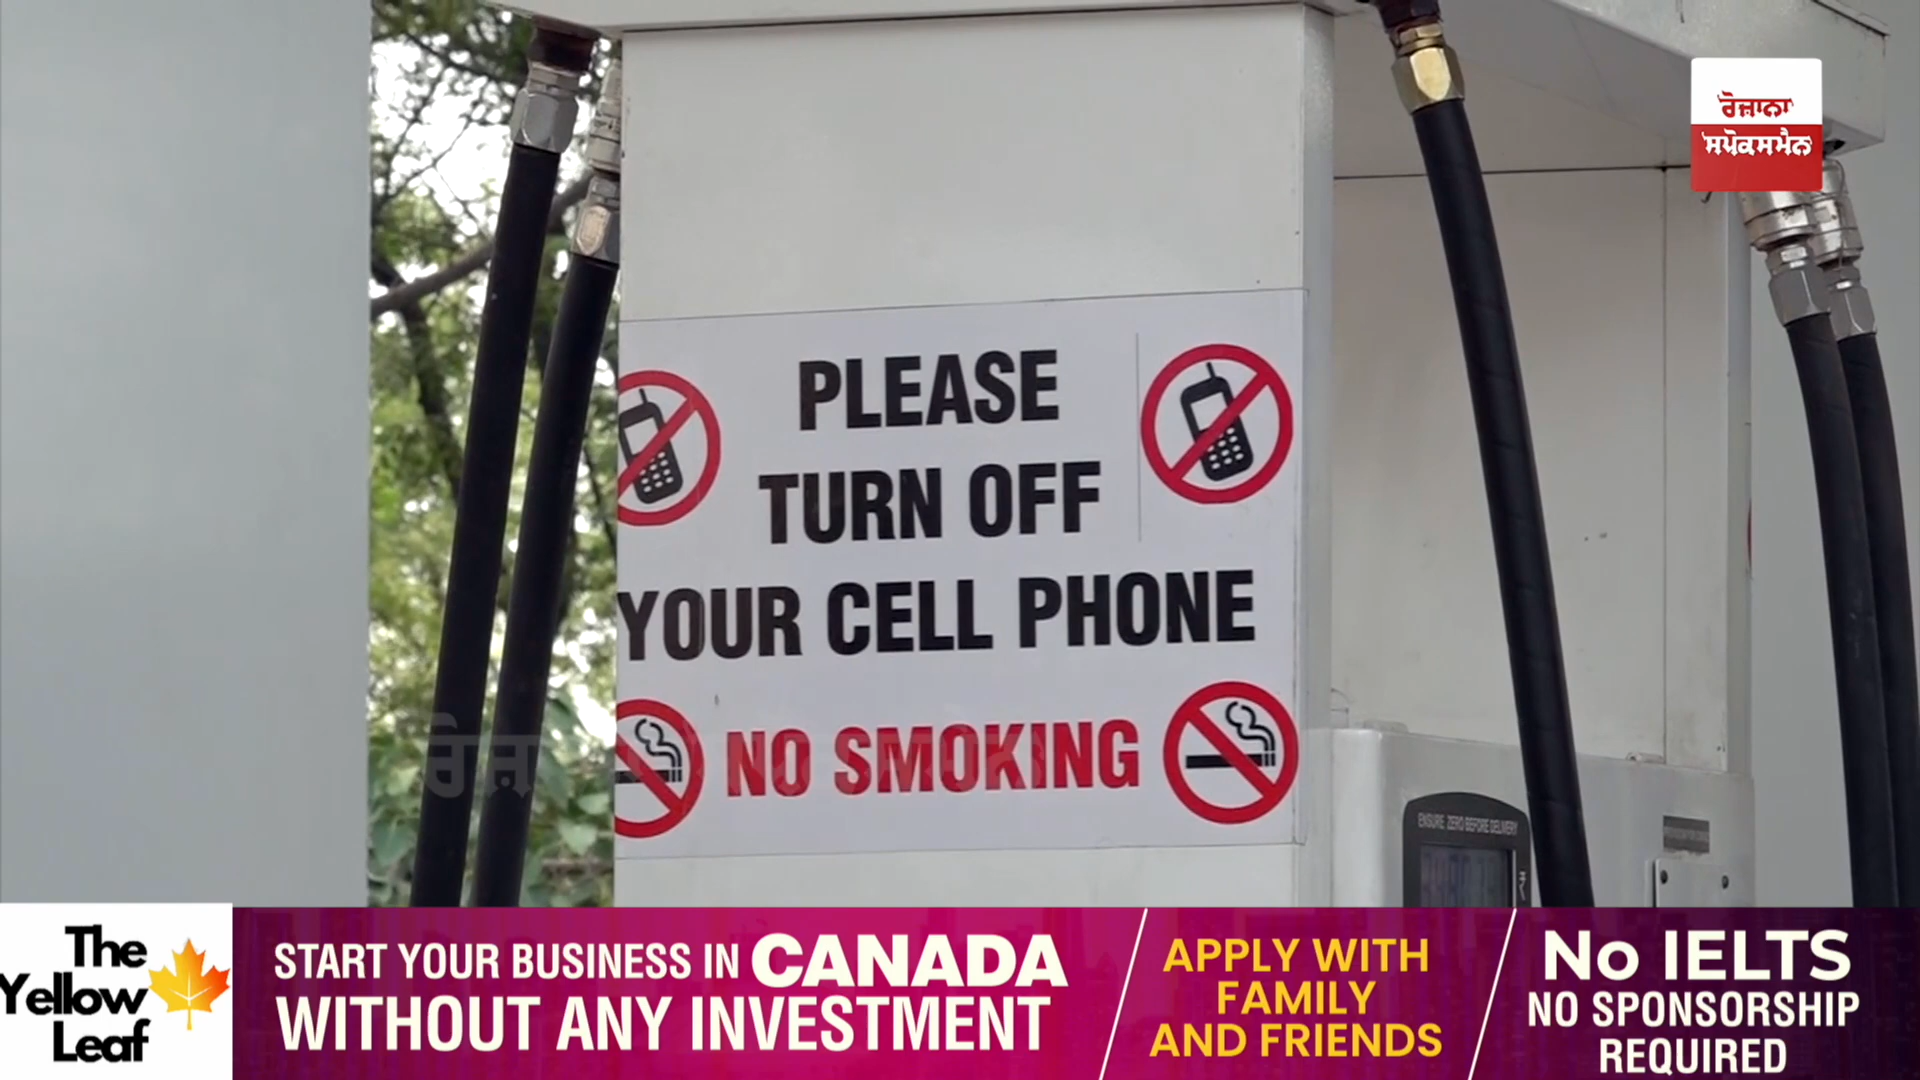 ਰੋਜ਼ਾਨਾ
ਸਪੋਕਸਮੈਨ
PLEASE
TURN OFF
YOUR CELL PHONE
NO SMOKING
ENSURE ZERO BEFORE DELIVERY
The
Yellow
Leaf
START YOUR BUSINESS IN CANADA
WITHOUT ANY INVESTMENT
APPLY WITH
FAMILY
AND FRIENDS
No IELTS
NO SPONSORSHIP
REQUIRED